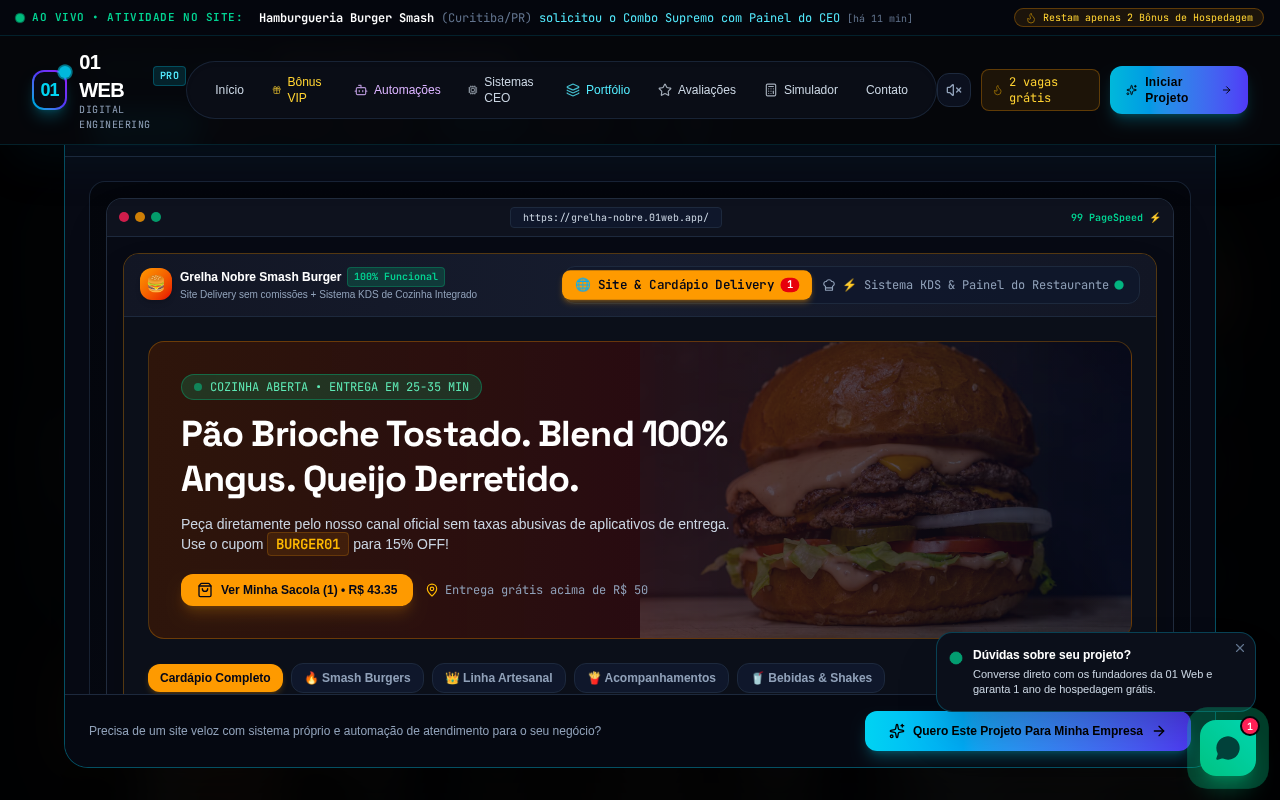 AO VIVO • ATIVIDADE NO SITE: Hamburgueria Burger Smash (Curitiba/PR) solicitou o Combo Supremo com Painel do CEO [há 11 min] Restam apenas 2 Bônus de Hospedagem
01
01 WEB
PRO
DIGITAL ENGINEERING
Início
Bônus VIP
Automações
Sistemas CEO
Portfólio
Avaliações
Simulador
Contato
2 vagas grátis
Iniciar Projeto
https://grelha-nobre.01web.app/
99 PageSpeed ⚡
Grelha Nobre Smash Burger 100% Funcional
Site Delivery sem comissões + Sistema KDS de Cozinha Integrado
🌐 Site & Cardápio Delivery 1
⚡ Sistema KDS & Painel do Restaurante
COZINHA ABERTA • ENTREGA EM 25-35 MIN
Pão Brioche Tostado. Blend 100%
Angus. Queijo Derretido.
Peça diretamente pelo nosso canal oficial sem taxas abusivas de aplicativos de entrega.
Use o cupom BURGER01 para 15% OFF!
Ver Minha Sacola (1) • R$ 43.35
Entrega grátis acima de R$ 50
Cardápio Completo
🔥 Smash Burgers
👑 Linha Artesanal
🍟 Acompanhamentos
🥤 Bebidas & Shakes
Dúvidas sobre seu projeto?
Converse direto com os fundadores da 01 Web e
garanta 1 ano de hospedagem grátis.
Precisa de um site veloz com sistema próprio e automação de atendimento para o seu negócio?
Quero Este Projeto Para Minha Empresa
1